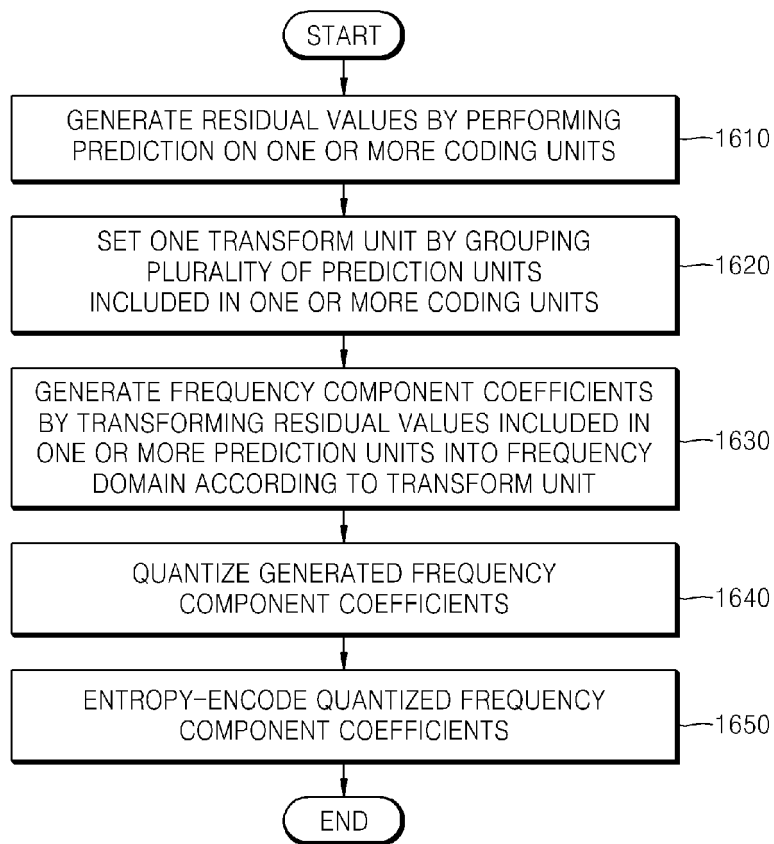 START
GENERATE RESIDUAL VALUES BY PERFORMING
PREDICTION ON ONE OR MORE CODING UNITS
1610
SET ONE TRANSFORM UNIT BY GROUPING
PLURALITY OF PREDICTION UNITS
INCLUDED IN ONE OR MORE CODING UNITS
1620
GENERATE FREQUENCY COMPONENT COEFFICIENTS
BY TRANSFORMING RESIDUAL VALUES INCLUDED IN
ONE OR MORE PREDICTION UNITS INTO FREQUENCY
DOMAIN ACCORDING TO TRANSFORM UNIT
1630
QUANTIZE GENERATED FREQUENCY
COMPONENT COEFFICIENTS
1640
ENTROPY-ENCODE QUANTIZED FREQUENCY
COMPONENT COEFFICIENTS
1650
END